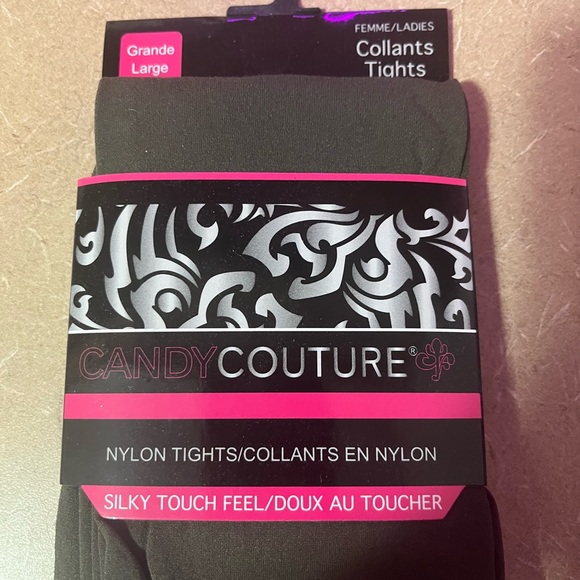 Grande
Large
FEMME/LADIES
Collants
Tights
CANDYCOUTURE®
NYLON TIGHTS/COLLANTS EN NYLON
SILKY TOUCH FEEL/DOUX AU TOUCHER